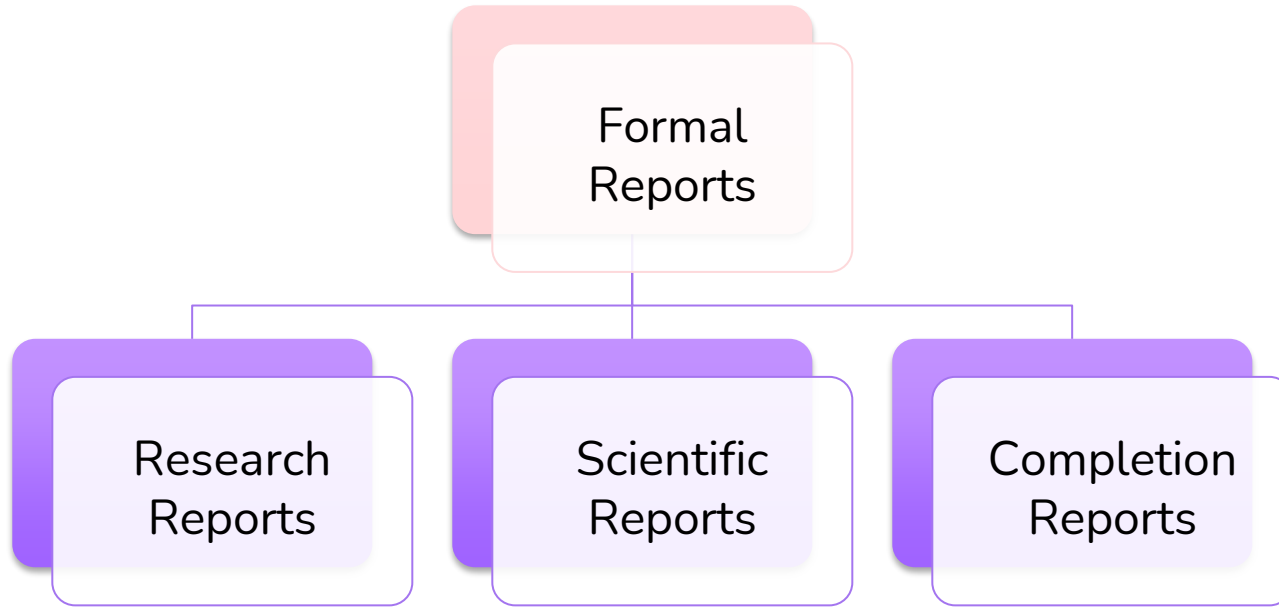 Formal
Reports
Research
Reports
Scientific
Reports
Completion
Reports